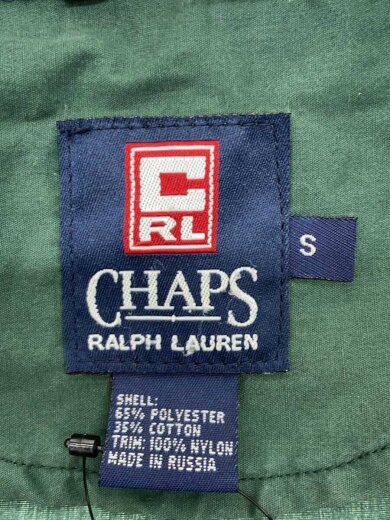 C
RL
CHAPS
RALPH LAUREN
S
SHELL:
65% POLYESTER
35% COTTON
TRIM: 100% NYLON
MADE IN RUSSIA